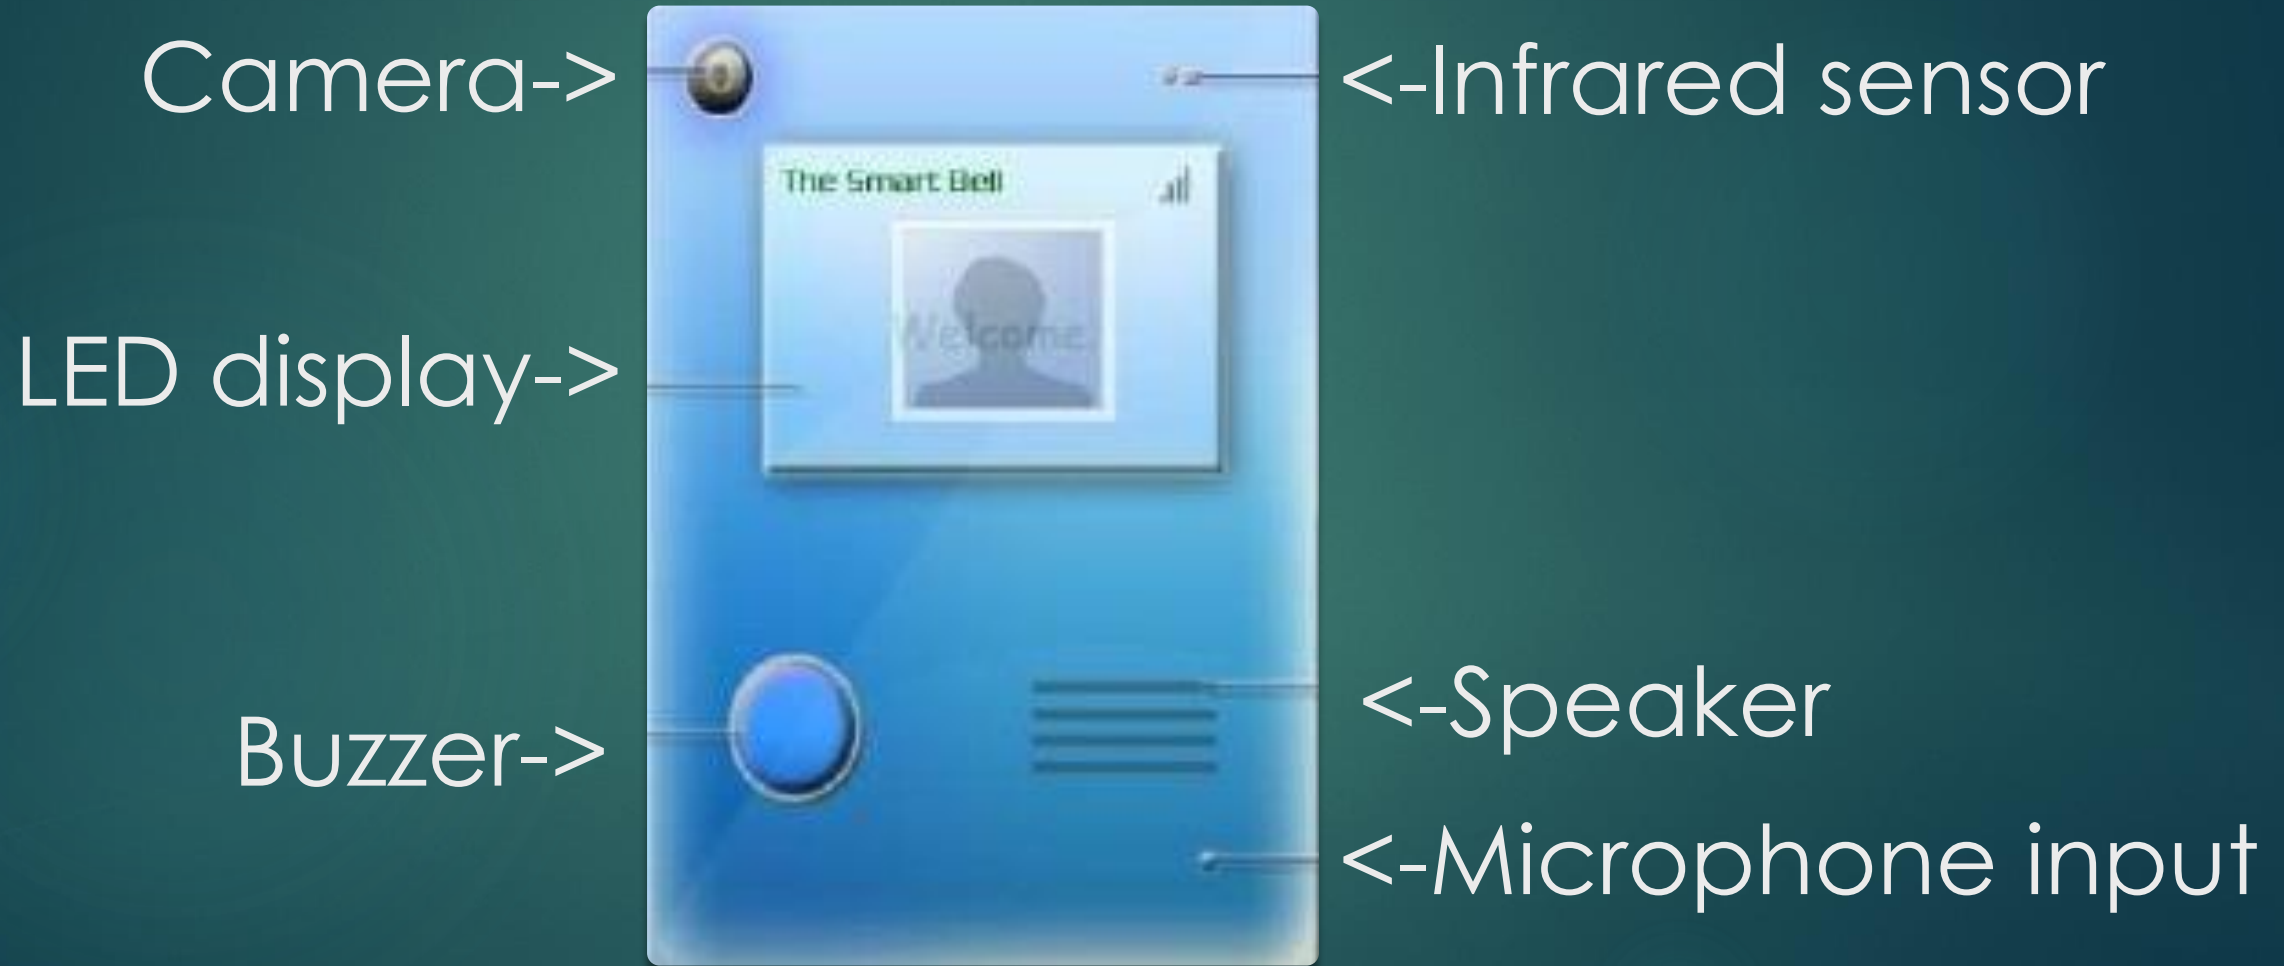 Camera->
<-Infrared sensor
The Smart Bell
Welcome!
LED display->
<-Speaker
Buzzer->
<-Microphone input